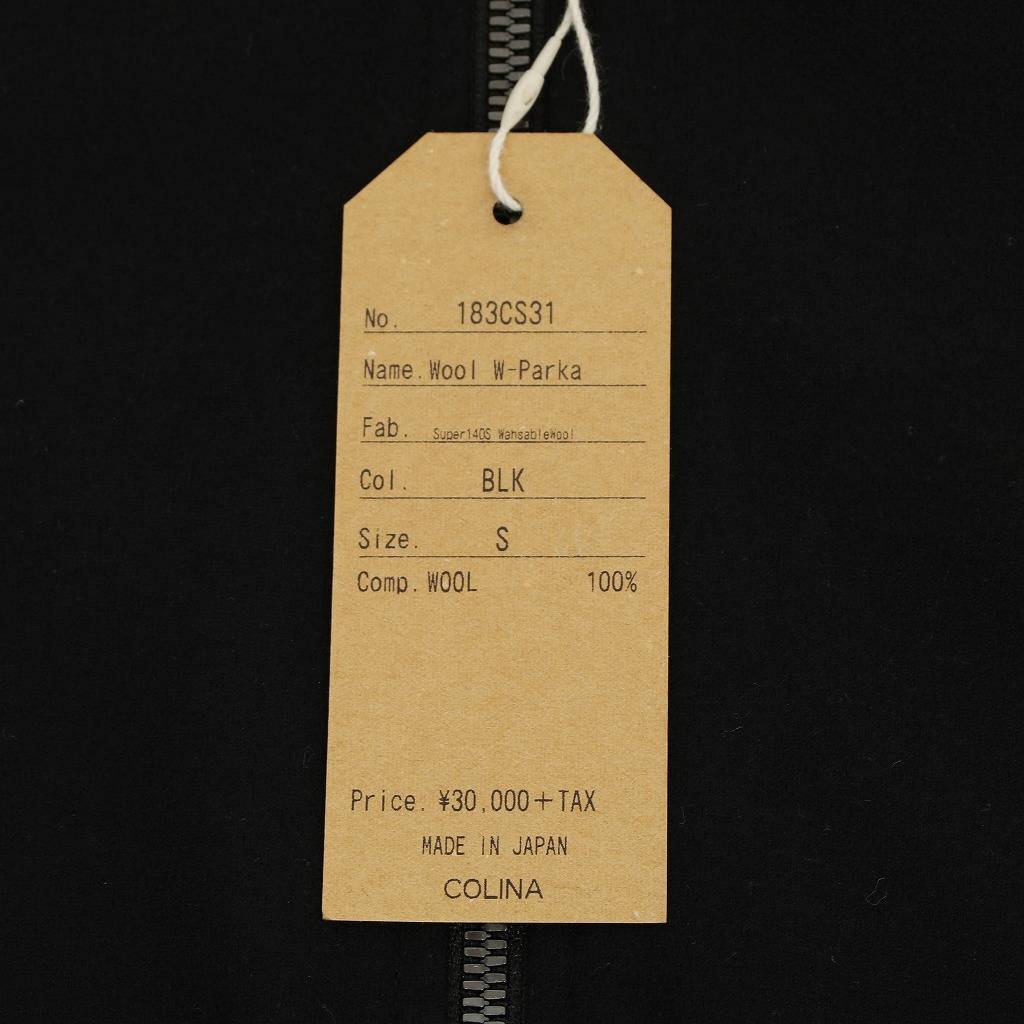 No. 183CS31
Name. Wool W-Parka
Fab. Super140S WahsableWool
Col. BLK
Size. S
Comp. WOOL 100%
Price. ¥30,000+TAX
MADE IN JAPAN
COLINA